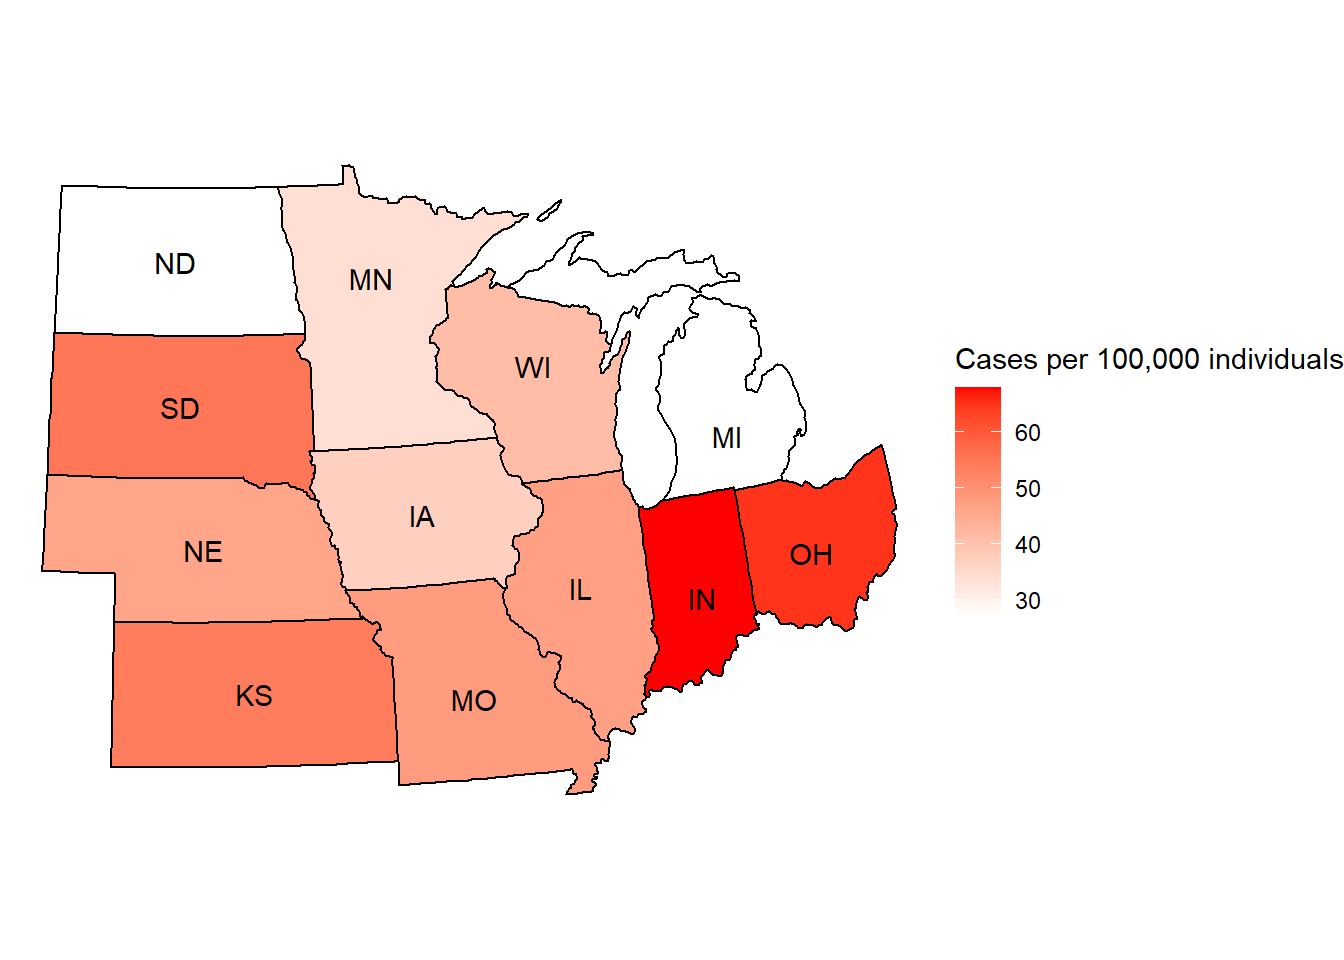 ND
MN
WI
SD
MI
IA
NE
OH
IL
IN
KS
MO
Cases per 100,000 individuals
60
50
40
30